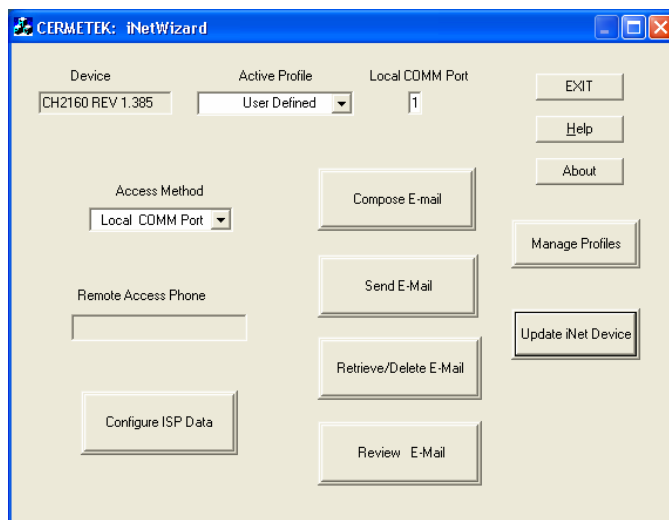 CERMETEK: iNetWizard
Device
Active Profile
Local COMM Port
CH2160 REV 1.385
User Defined
1
EXIT
Help
About
Access Method
Local COMM Port
Compose E-mail
Manage Profiles
Send E-Mail
Remote Access Phone
Update iNet Device
Retrieve/Delete E-Mail
Configure ISP Data
Review E-Mail